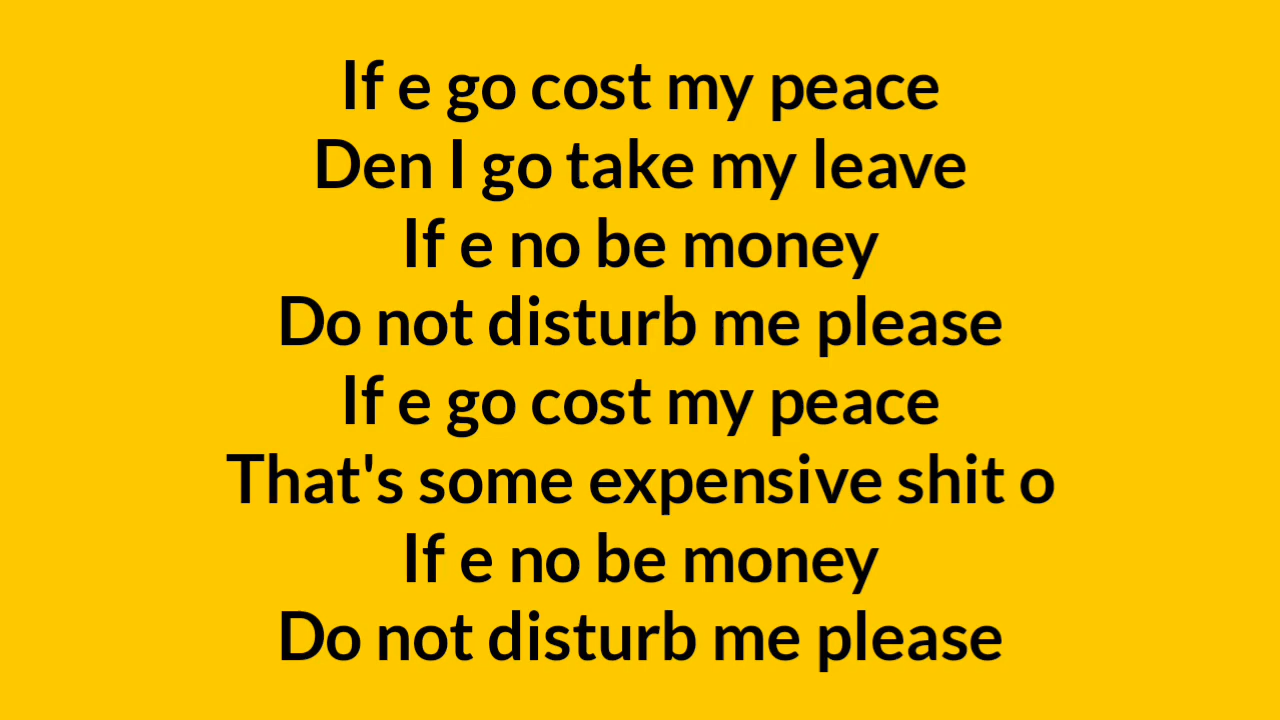 If e go cost my peace
Den I go take my leave
If e no be money
Do not disturb me please
If e go cost my peace
That's some expensive shit o
If e no be money
Do not disturb me please